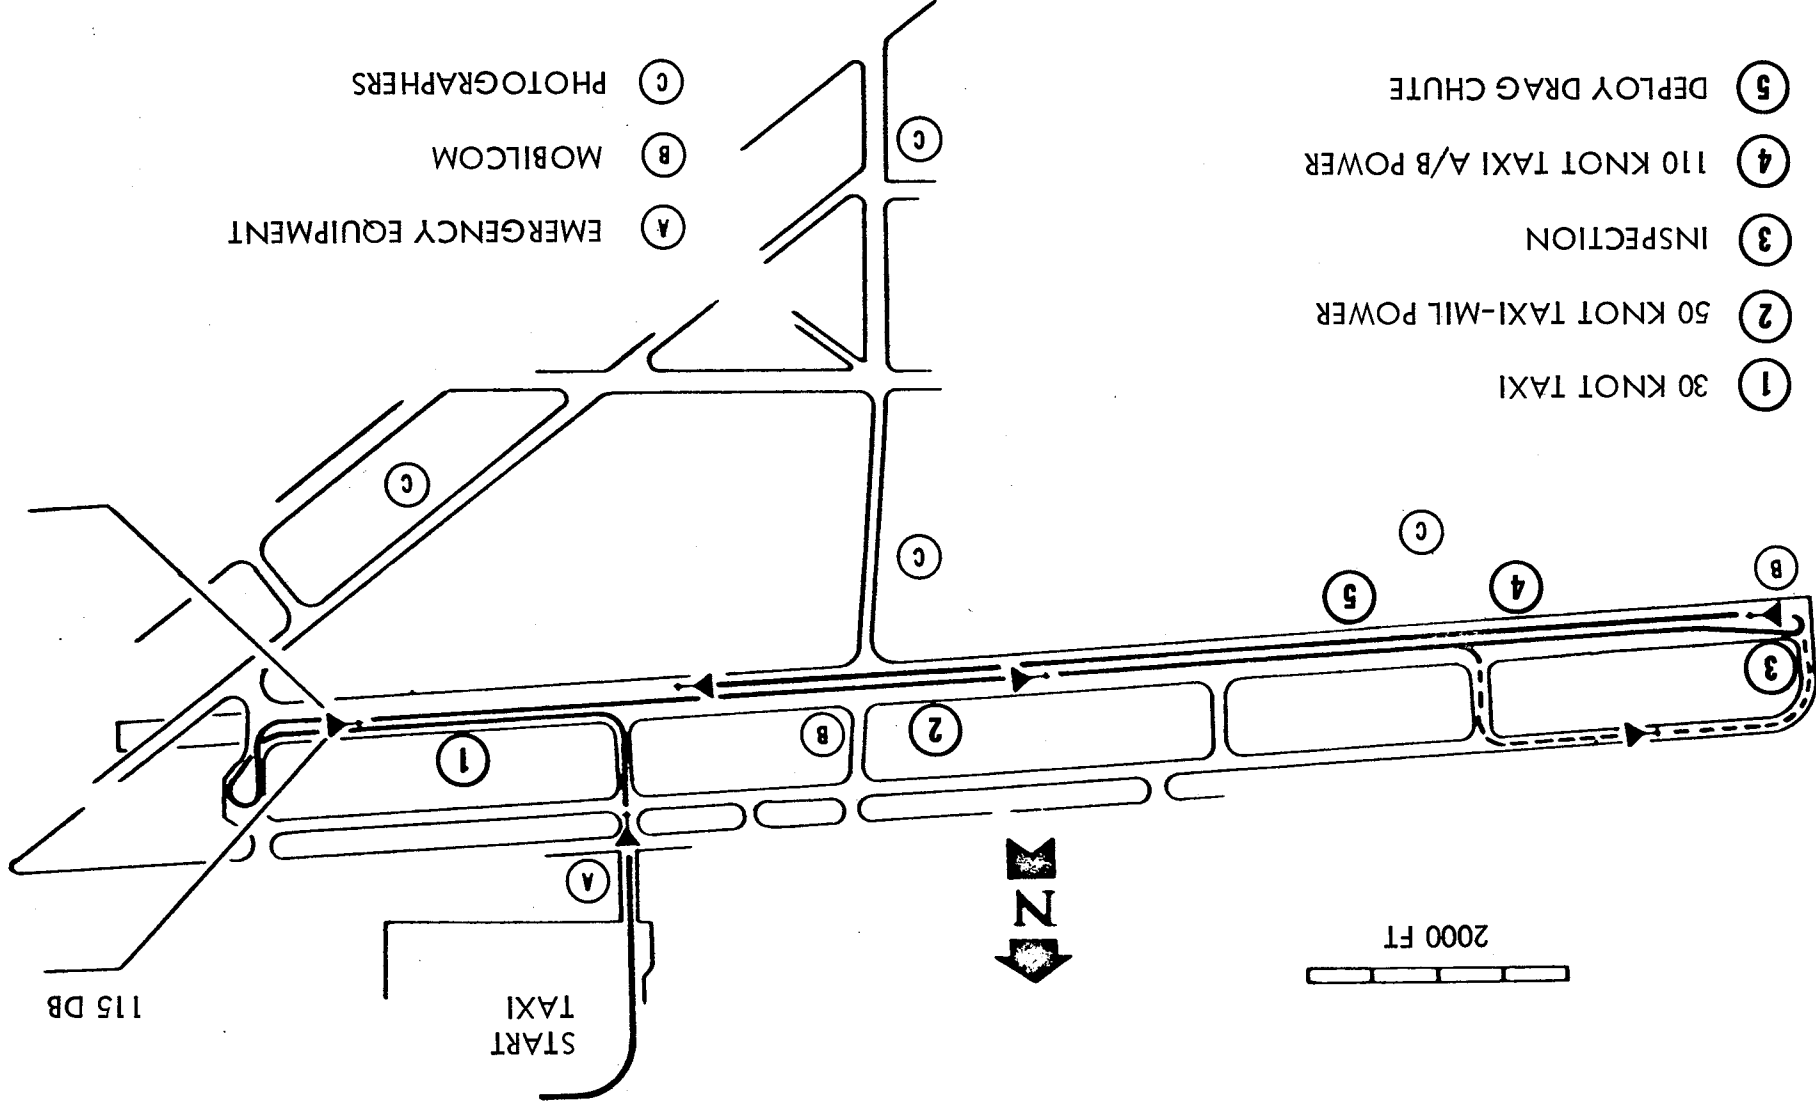 START
TAXI
115 DB
2000 FT
N
A
1
B
2
3
B
4
5
C
C
C
C
1 30 KNOT TAXI
2 50 KNOT TAXI-MIL POWER
3 INSPECTION
4 110 KNOT TAXI A/B POWER
5 DEPLOY DRAG CHUTE
A EMERGENCY EQUIPMENT
B MOBILCOM
C PHOTOGRAPHERS